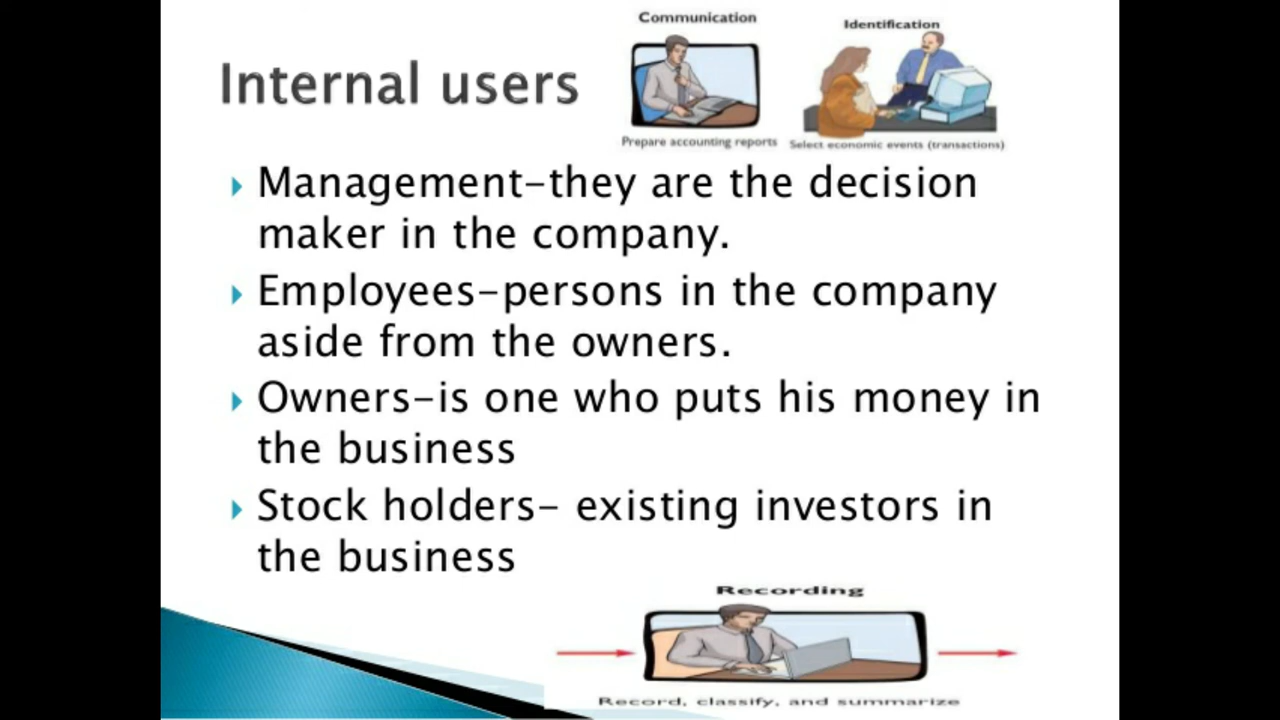 Communication
Identification
Internal users
Prepare accounting reports
Select economic events (transactions)
Management-they are the decision
maker in the company.
Employees-persons in the company
aside from the owners.
Owners-is one who puts his money in
the business
Stock holders- existing investors in
the business
Recording
Record, classify, and summarize